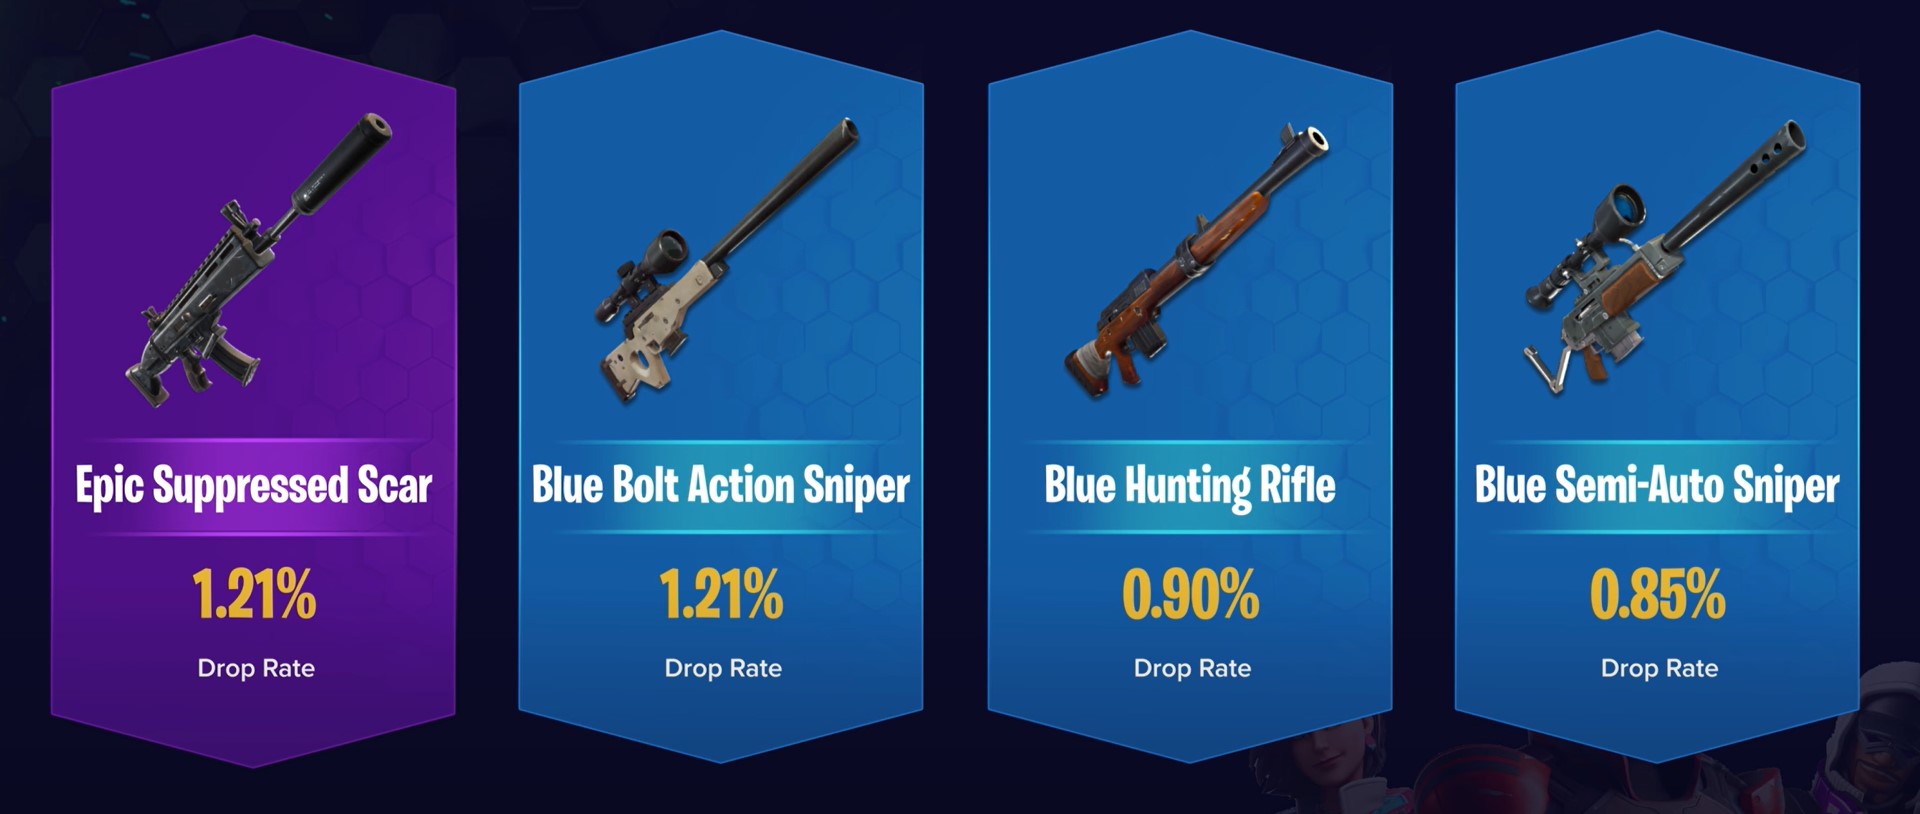 Epic Suppressed Scar
1.21%
Drop Rate
Blue Bolt Action Sniper
1.21%
Drop Rate
Blue Hunting Rifle
0.90%
Drop Rate
Blue Semi-Auto Sniper
0.85%
Drop Rate